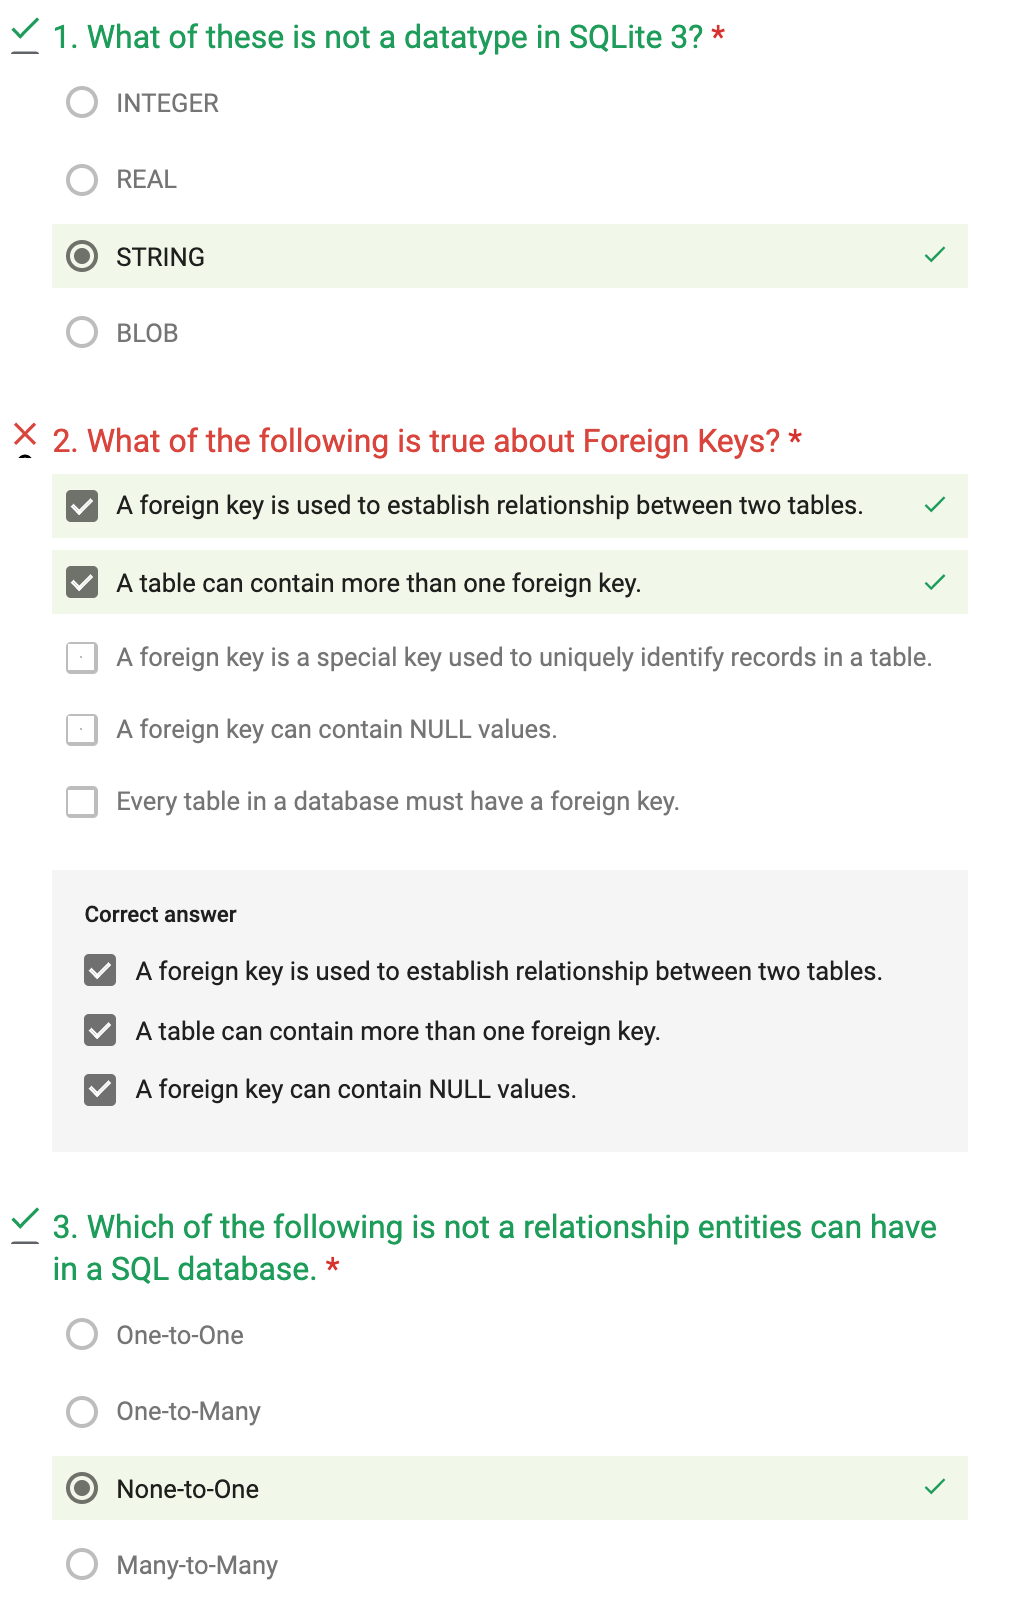 1. What of these is not a datatype in SQLite 3? *
INTEGER
REAL
STRING
BLOB
2. What of the following is true about Foreign Keys? *
A foreign key is used to establish relationship between two tables.
A table can contain more than one foreign key.
A foreign key is a special key used to uniquely identify records in a table.
A foreign key can contain NULL values.
Every table in a database must have a foreign key.
Correct answer
A foreign key is used to establish relationship between two tables.
A table can contain more than one foreign key.
A foreign key can contain NULL values.
3. Which of the following is not a relationship entities can have
in a SQL database. *
One-to-One
One-to-Many
None-to-One
Many-to-Many